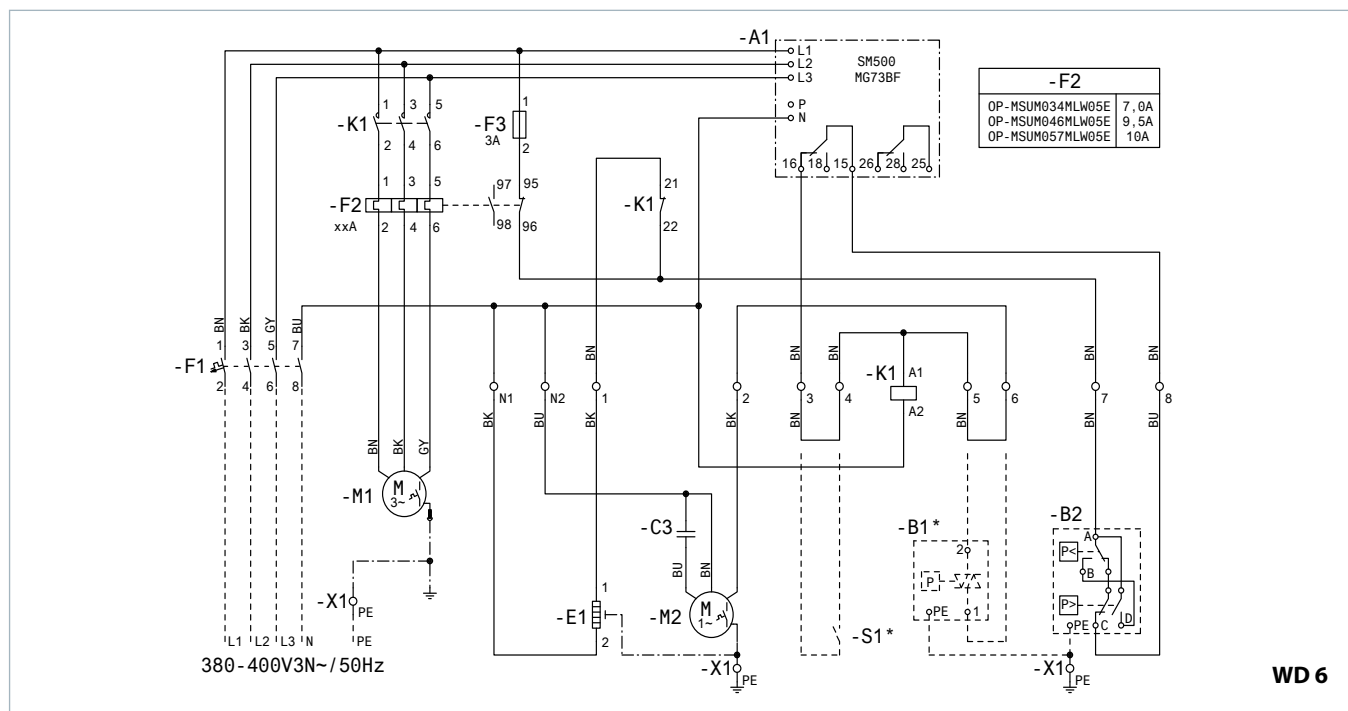 -A1
L1
L2
L3
P
N
SM500
MG73BF
16 18 15 26 28 25
-F2
OP-MSUM034MLW05E 7,0A
OP-MSUM046MLW05E 9,5A
OP-MSUM057MLW05E 10A
-K1
1 3 5
2 4 6
-F3
3A
1
2
-F2
xxA
1 3 5
2 4 6
97 95
98 96
-K1
21
22
BN BK GY BU
-F1
1 3 5 7
2 4 6 8
BN BN BN BN BN BN
N1 N2 1 2 3 4
-K1
A1
A2
5 6 7 8
BK BU BK BK BN BN BN BU
BN BK GY
-M1
M
3~
-X1
PE
L1 L2 L3 N PE
380-400V3N~/50Hz
-E1
1
2
-C3
BU BN
-M2
M
1~
-X1
PE
-S1*
-B1*
2
P
PE 1
-B2
A
P<
B
P>
PE C D
-X1
PE
WD 6